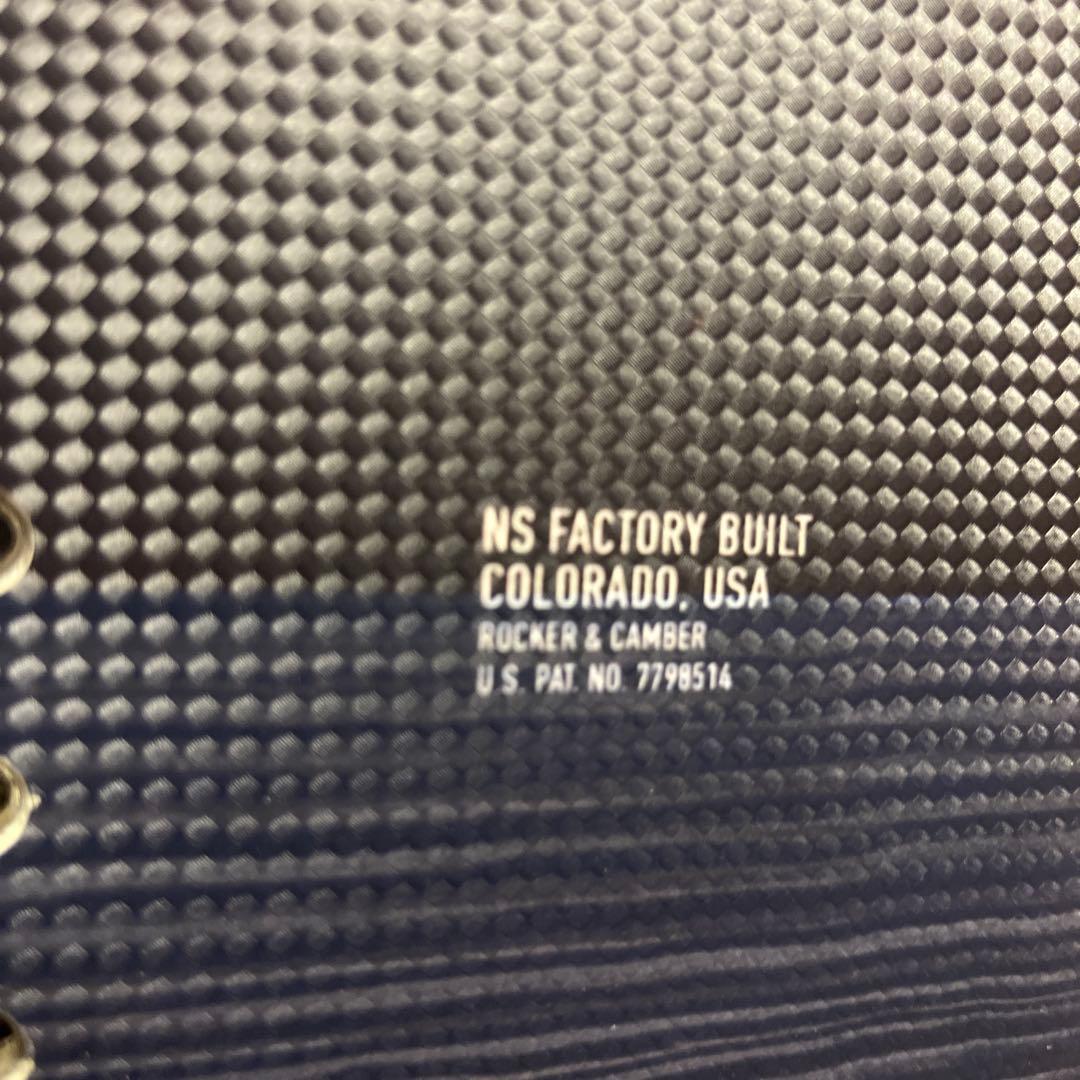 NS FACTORY BUILT
COLORADO, USA
ROCKER & CAMBER
U.S. PAT. NO. 7798514